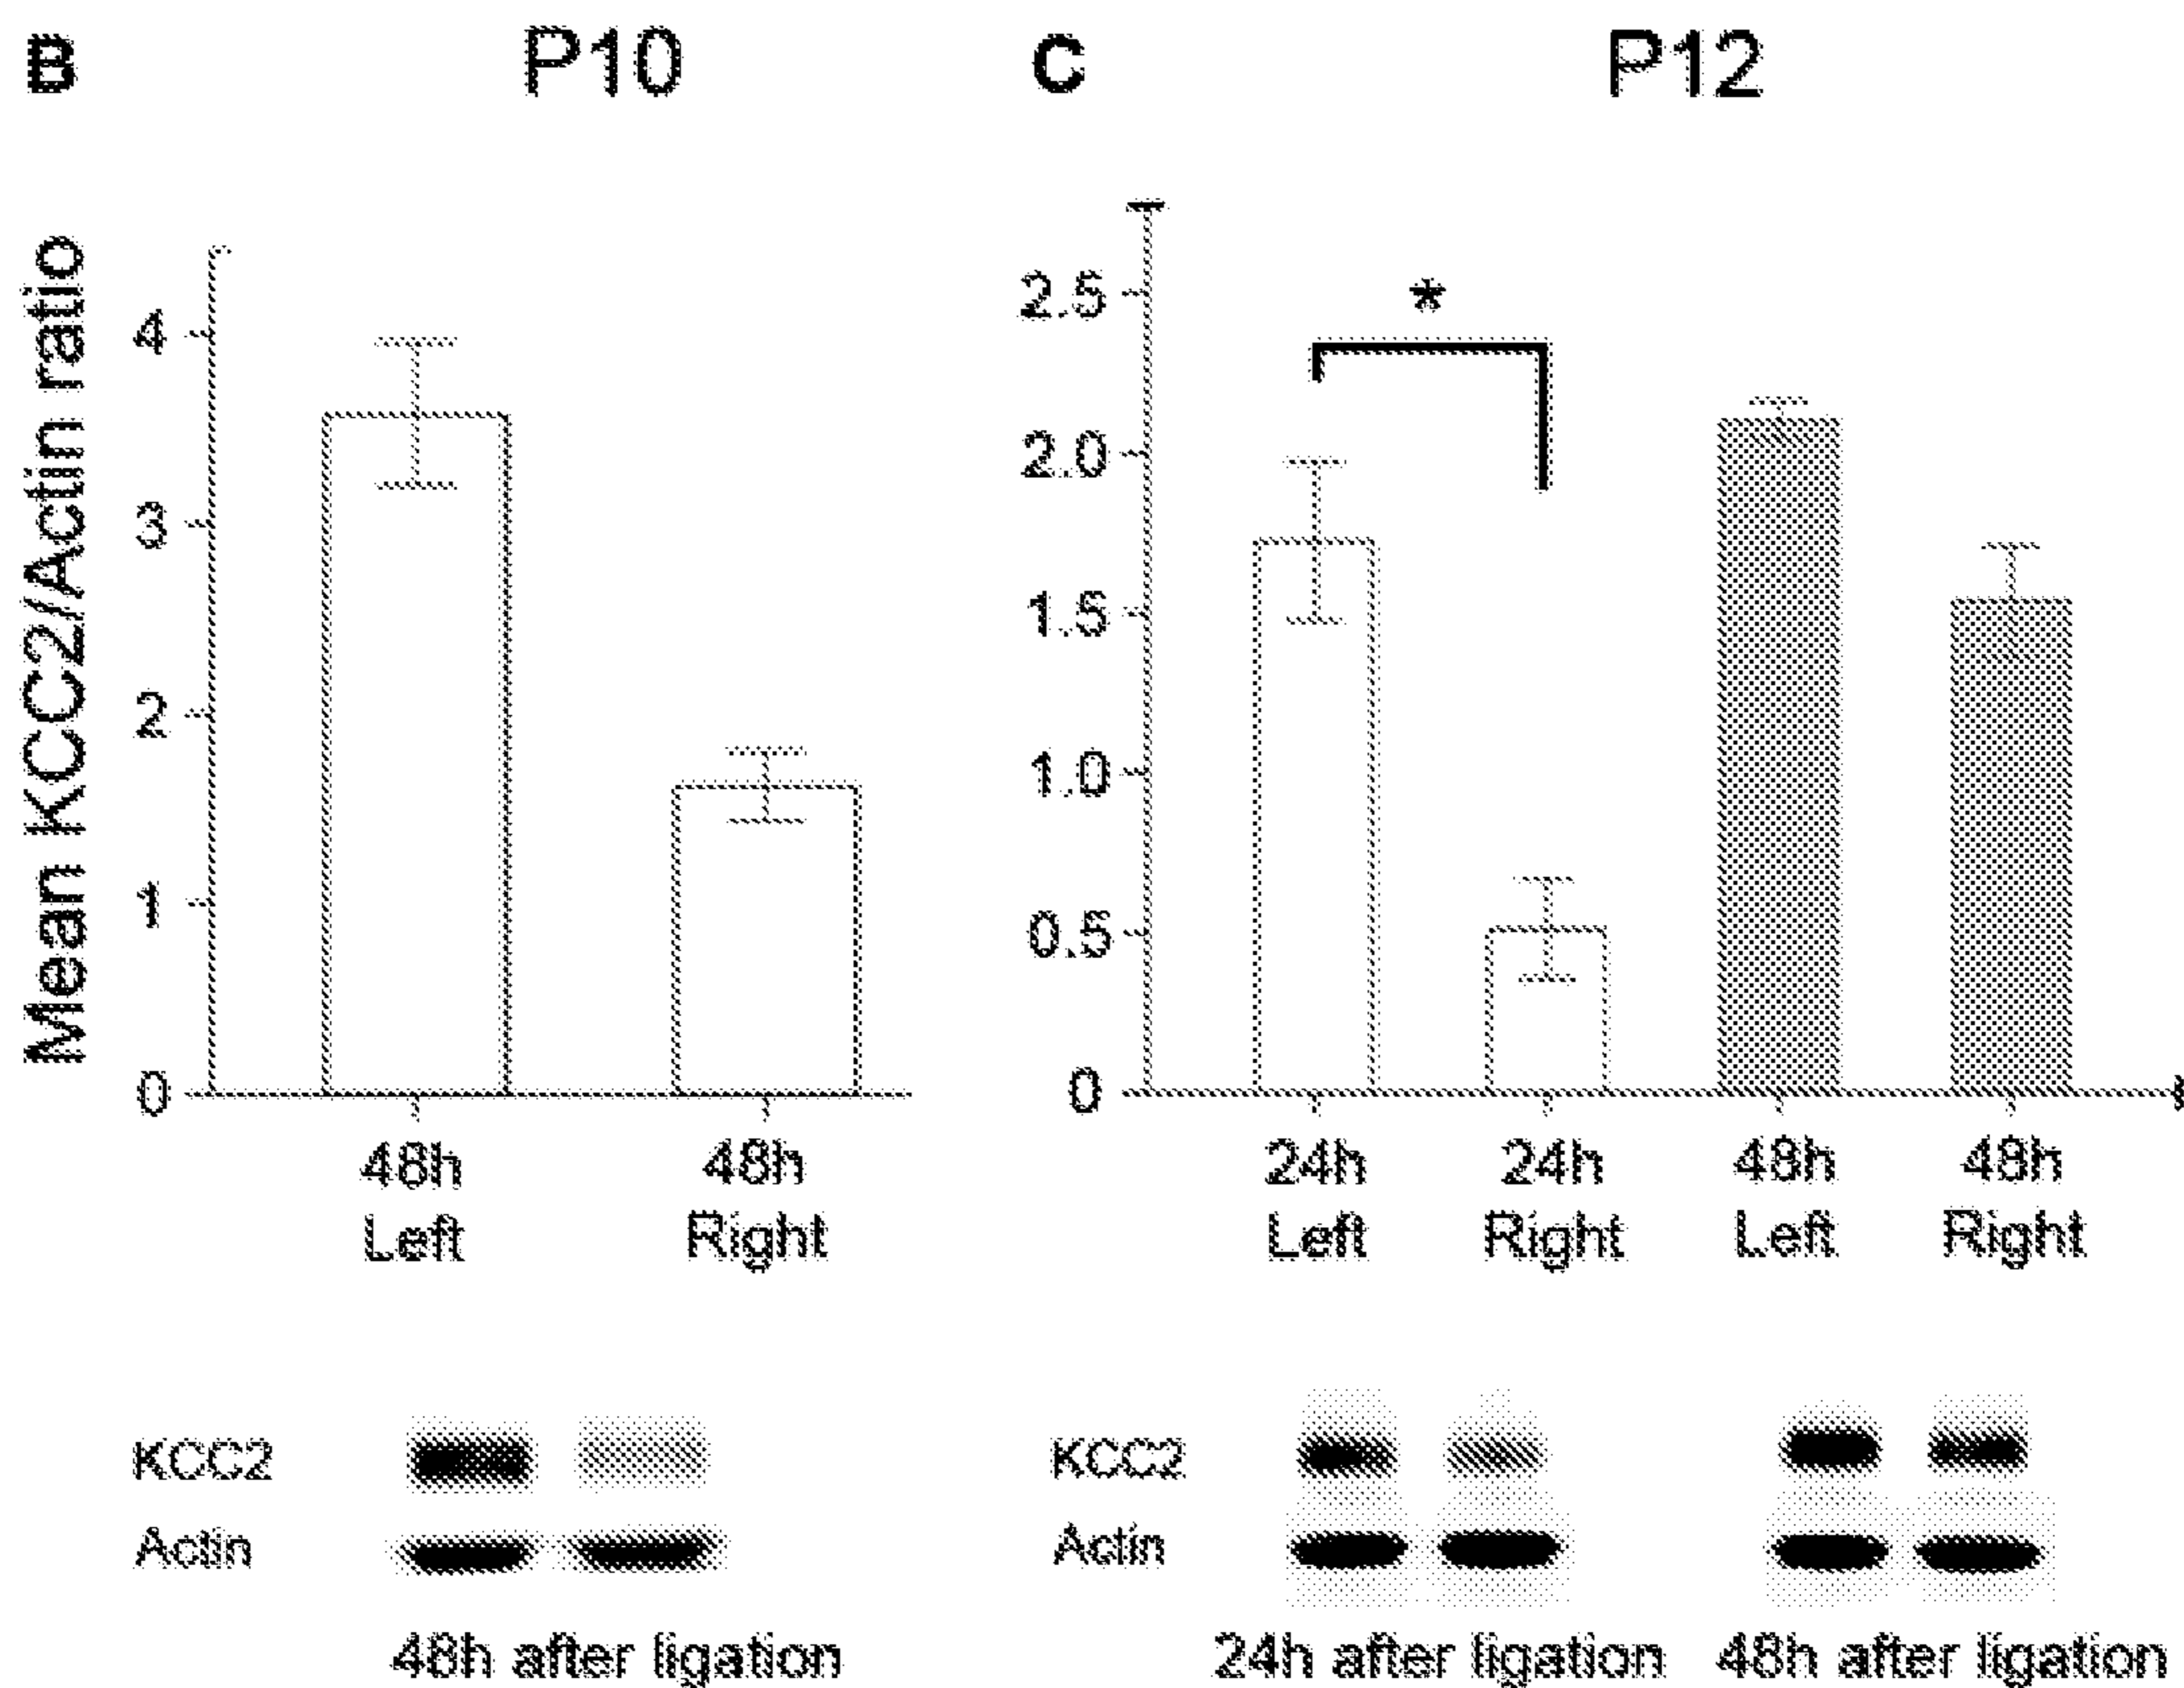 B
P10
Mean KCC2/Actin ratio
4
3
2
1
0
48h
Left
48h
Right
KCC2
Actin
48h after ligation
C
P12
2.5
2.0
1.5
1.0
0.5
0
*
24h
Left
24h
Right
48h
Left
48h
Right
KCC2
Actin
24h after ligation
48h after ligation